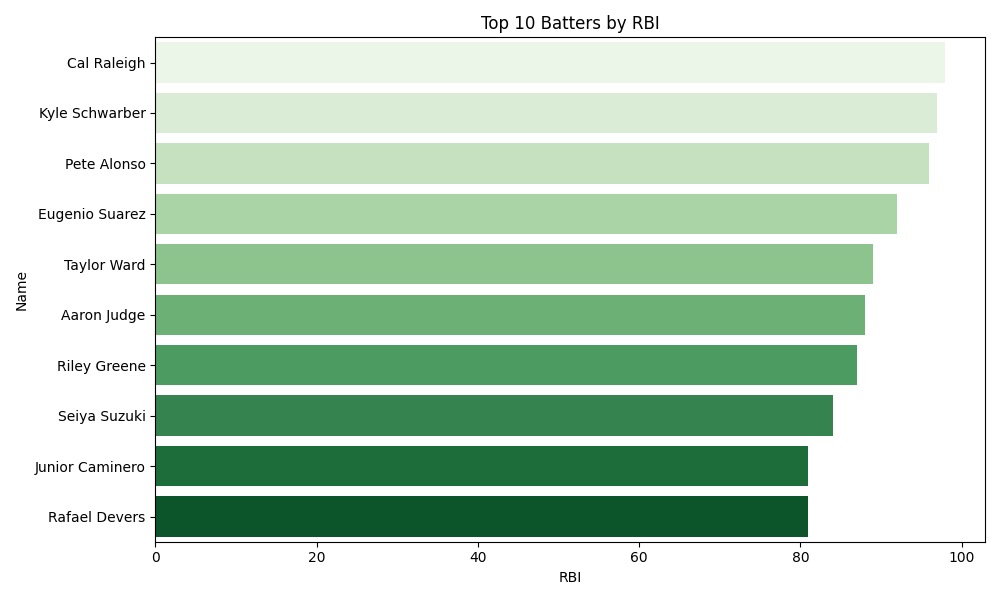 Top 10 Batters by RBI
Name
Cal Raleigh
Kyle Schwarber
Pete Alonso
Eugenio Suarez
Taylor Ward
Aaron Judge
Riley Greene
Seiya Suzuki
Junior Caminero
Rafael Devers
0 20 40 60 80 100
RBI